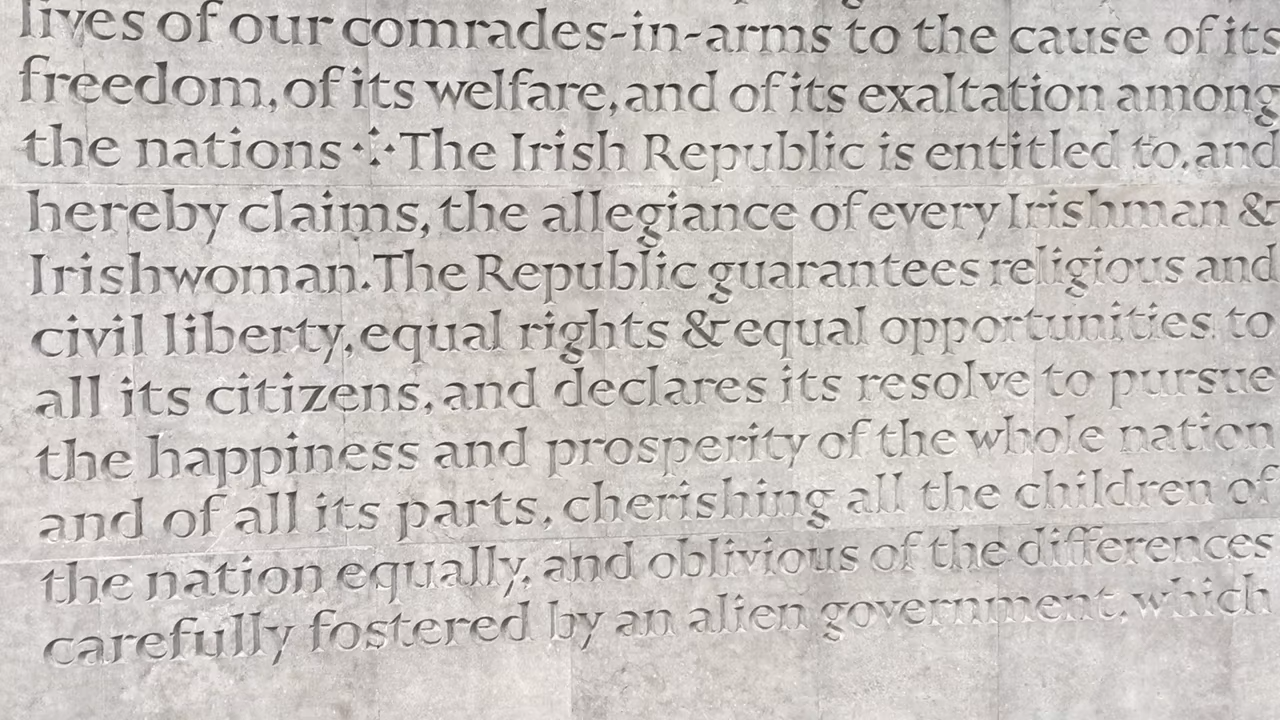 lives of our comrades-in-arms to the cause of its
freedom, of its welfare, and of its exaltation among
the nations ·:· The Irish Republic is entitled to, and
hereby claims, the allegiance of every Irishman &
Irishwoman. The Republic guarantees religious and
civil liberty, equal rights & equal opportunities to
all its citizens, and declares its resolve to pursue
the happiness and prosperity of the whole nation
and of all its parts, cherishing all the children of
the nation equally, and oblivious of the differences
carefully fostered by an alien government, which